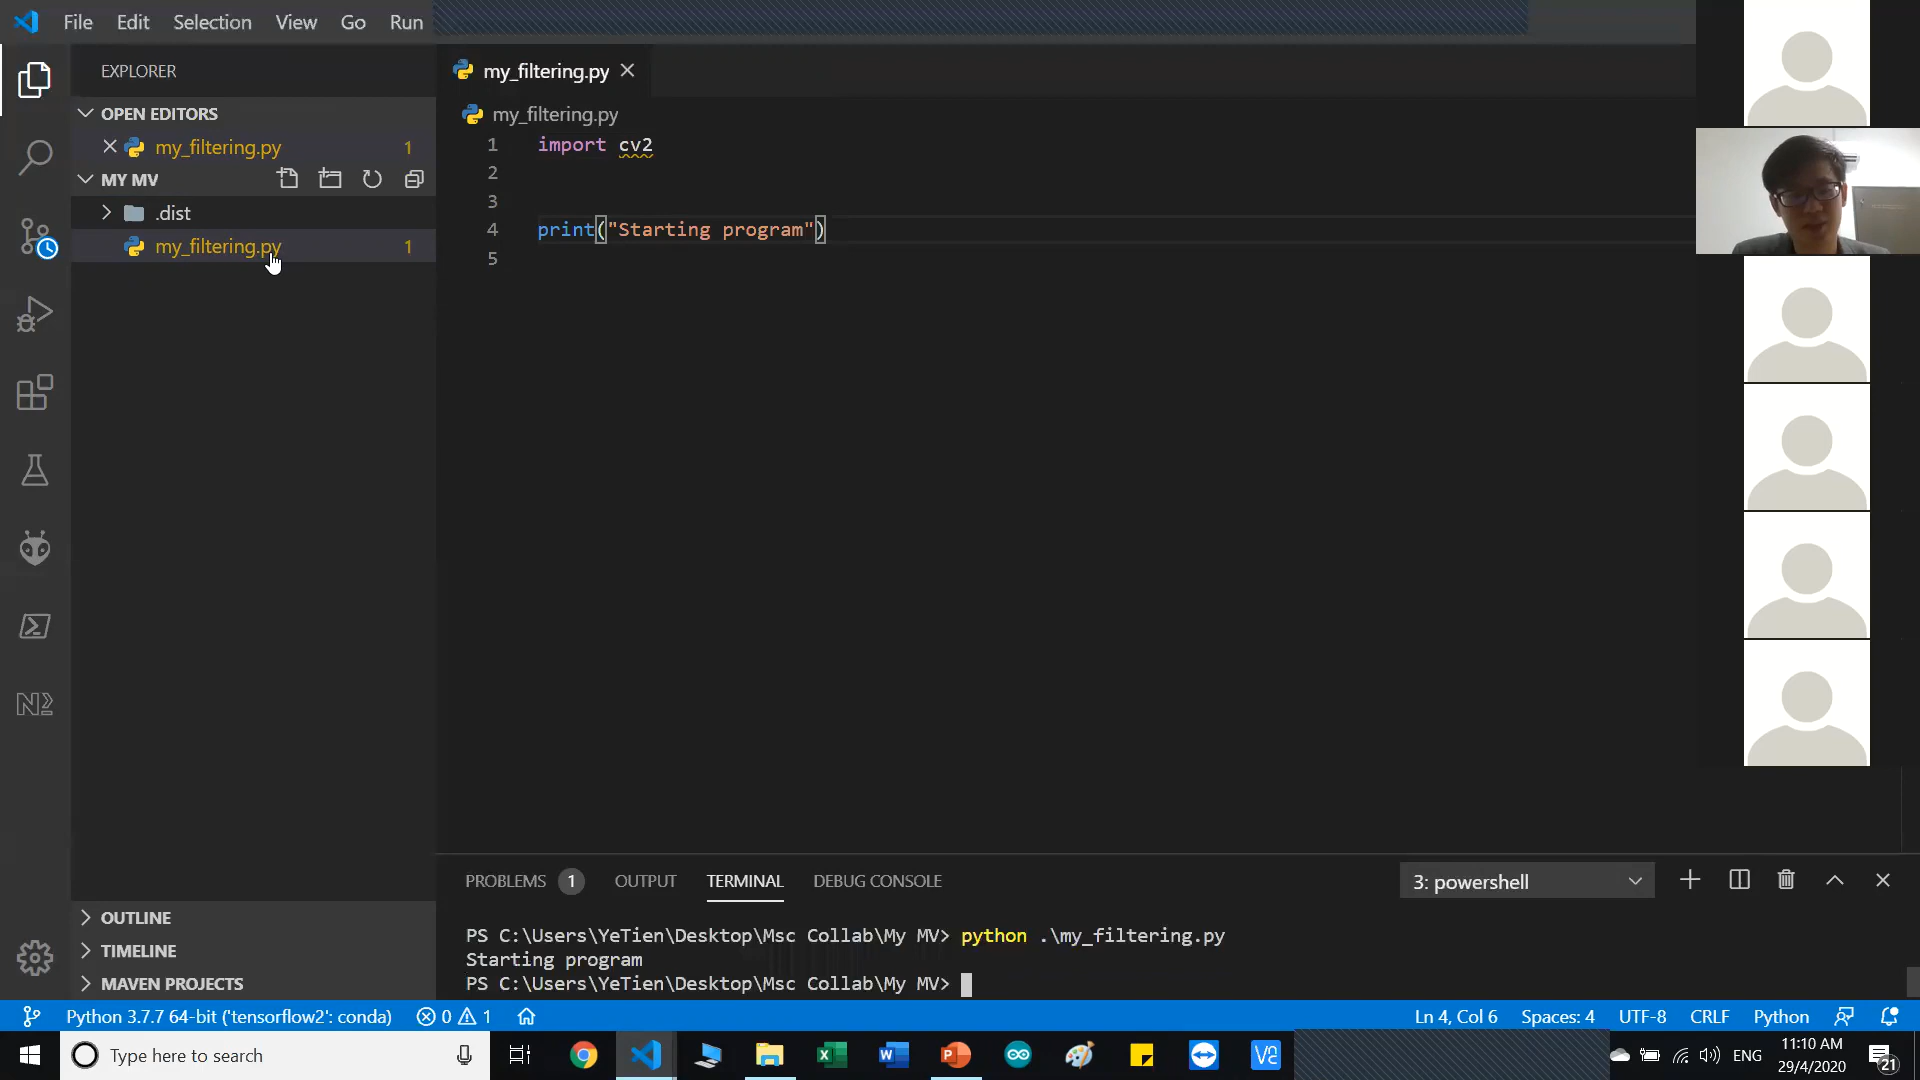 File Edit Selection View Go Run
EXPLORER
OPEN EDITORS
my_filtering.py 1
MY MV
.dist
my_filtering.py 1
OUTLINE
TIMELINE
MAVEN PROJECTS
my_filtering.py
my_filtering.py
1 import cv2
2
3
4 print("Starting program")
5
PROBLEMS 1 OUTPUT TERMINAL DEBUG CONSOLE 3: powershell
PS C:\Users\YeTien\Desktop\Msc Collab\My MV> python .\my_filtering.py
Starting program
PS C:\Users\YeTien\Desktop\Msc Collab\My MV>
Python 3.7.7 64-bit ('tensorflow2': conda) 0 1 Ln 4, Col 6 Spaces: 4 UTF-8 CRLF Python
Type here to search ENG 11:10 AM
29/4/2020 21